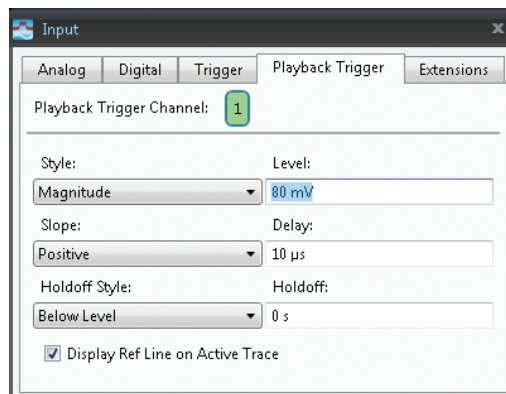 Input
Analog Digital Trigger Playback Trigger Extensions
Playback Trigger Channel: 1
Style: Level:
Magnitude 80 mV
Slope: Delay:
Positive 10 µs
Holdoff Style: Holdoff:
Below Level 0 s
Display Ref Line on Active Trace